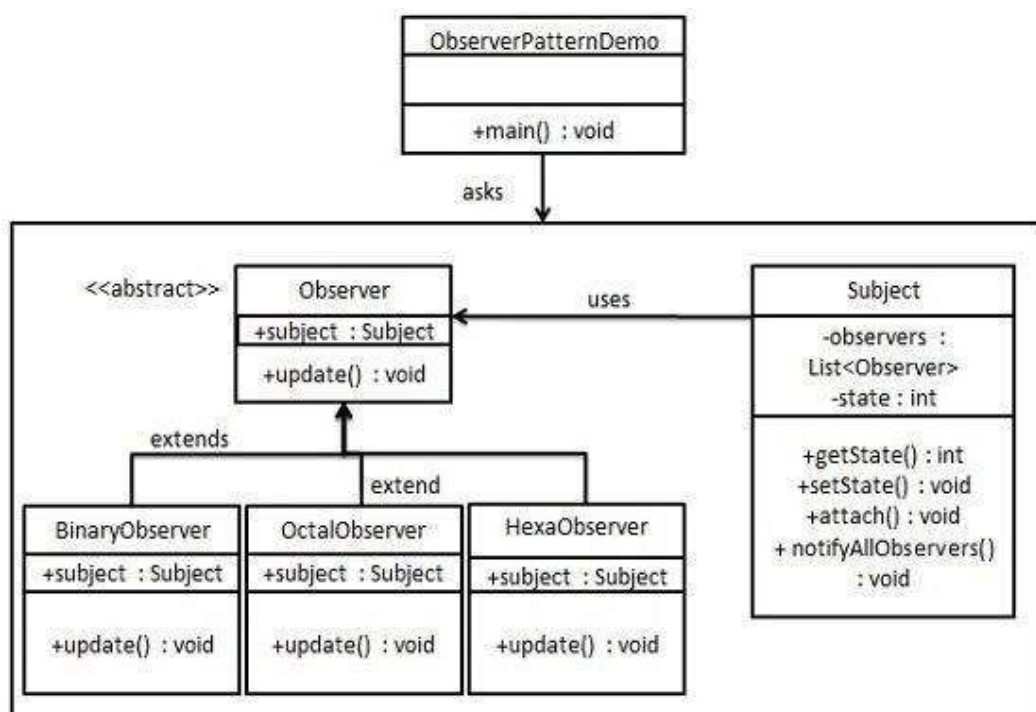 ObserverPatternDemo
+main() : void
asks
<<abstract>>
Observer
+subject : Subject
+update() : void
uses
Subject
-observers :
List<Observer>
-state : int
+getState() : int
+setState() : void
+attach() : void
+ notifyAllObservers()
: void
extends
extend
BinaryObserver
+subject : Subject
+update() : void
OctalObserver
+subject : Subject
+update() : void
HexaObserver
+subject : Subject
+update() : void